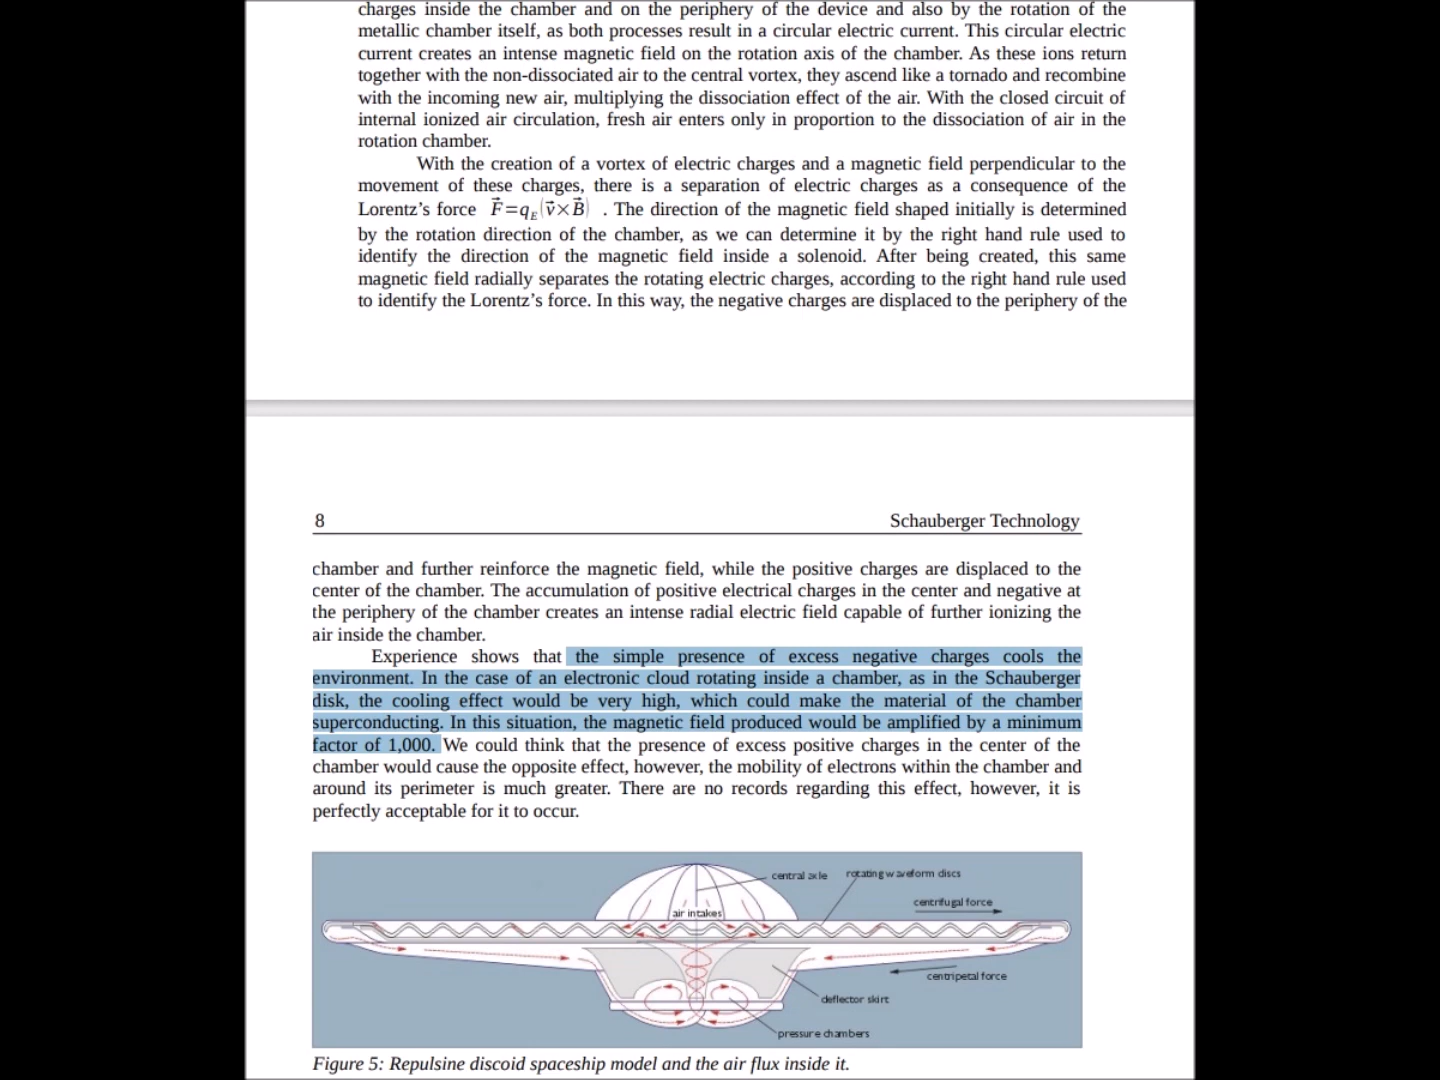 charges inside the chamber and on the periphery of the device and also by the rotation of the
metallic chamber itself, as both processes result in a circular electric current. This circular electric
current creates an intense magnetic field on the rotation axis of the chamber. As these ions return
together with the non-dissociated air to the central vortex, they ascend like a tornado and recombine
with the incoming new air, multiplying the dissociation effect of the air. With the closed circuit of
internal ionized air circulation, fresh air enters only in proportion to the dissociation of air in the
rotation chamber.
With the creation of a vortex of electric charges and a magnetic field perpendicular to the
movement of these charges, there is a separation of electric charges as a consequence of the
Lorentz’s force F⃗=q_E(v⃗×B⃗) . The direction of the magnetic field shaped initially is determined
by the rotation direction of the chamber, as we can determine it by the right hand rule used to
identify the direction of the magnetic field inside a solenoid. After being created, this same
magnetic field radially separates the rotating electric charges, according to the right hand rule used
to identify the Lorentz’s force. In this way, the negative charges are displaced to the periphery of the
8 Schauberger Technology
chamber and further reinforce the magnetic field, while the positive charges are displaced to the
center of the chamber. The accumulation of positive electrical charges in the center and negative at
the periphery of the chamber creates an intense radial electric field capable of further ionizing the
air inside the chamber.
Experience shows that the simple presence of excess negative charges cools the
environment. In the case of an electronic cloud rotating inside a chamber, as in the Schauberger
disk, the cooling effect would be very high, which could make the material of the chamber
superconducting. In this situation, the magnetic field produced would be amplified by a minimum
factor of 1,000. We could think that the presence of excess positive charges in the center of the
chamber would cause the opposite effect, however, the mobility of electrons within the chamber and
around its perimeter is much greater. There are no records regarding this effect, however, it is
perfectly acceptable for it to occur.
central axle rotating waveform discs
centrifugal force
air intakes
centripetal force
deflector skirt
pressure chambers
Figure 5: Repulsine discoid spaceship model and the air flux inside it.